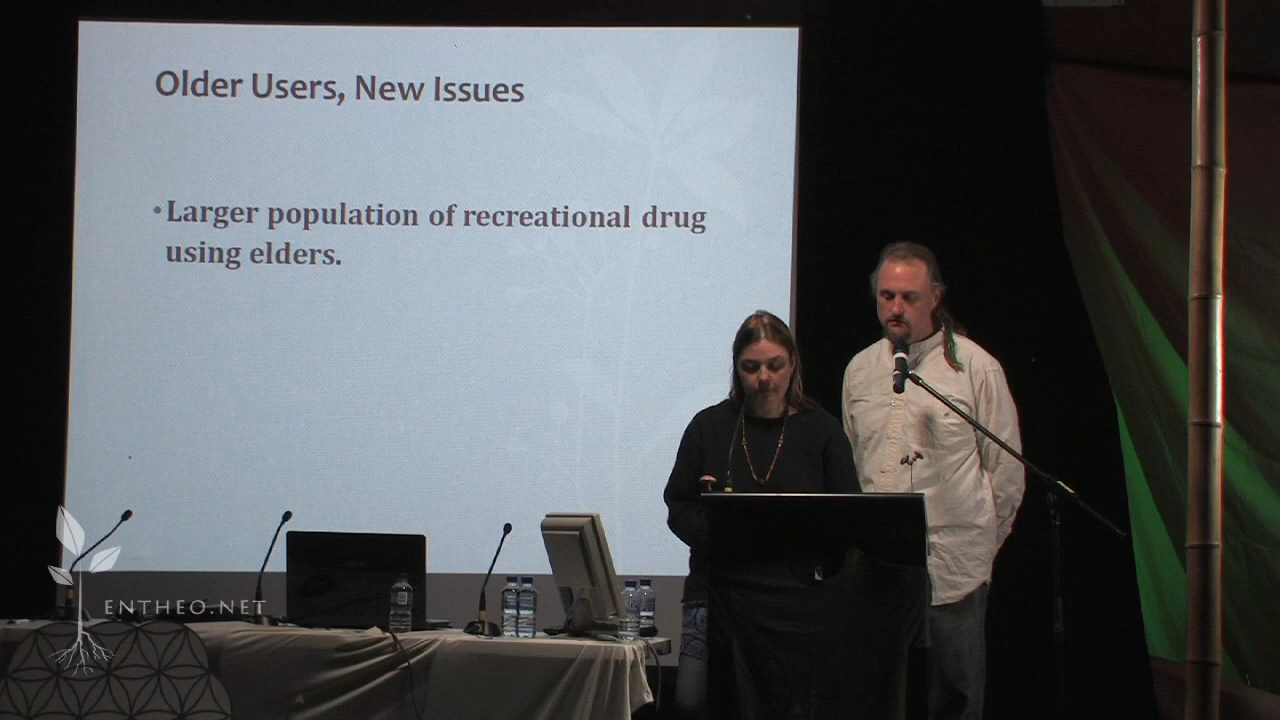 Older Users, New Issues
•Larger population of recreational drug
using elders.
ENTHEO.NET